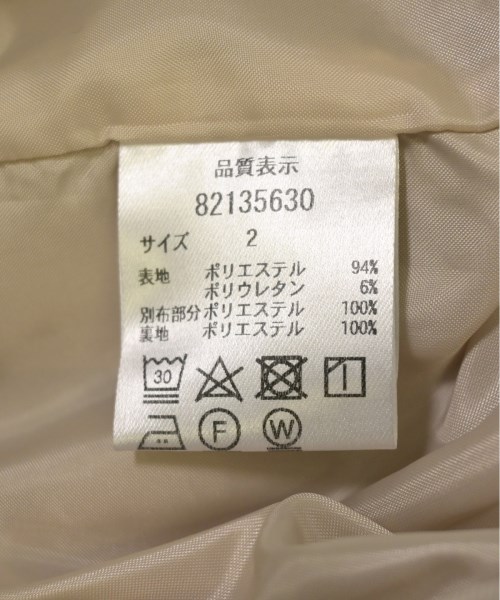 品質表示
82135630
サイズ 2
表地 ポリエステル 94%
ポリウレタン 6%
別布部分 ポリエステル 100%
裏地 ポリエステル 100%
30
F W